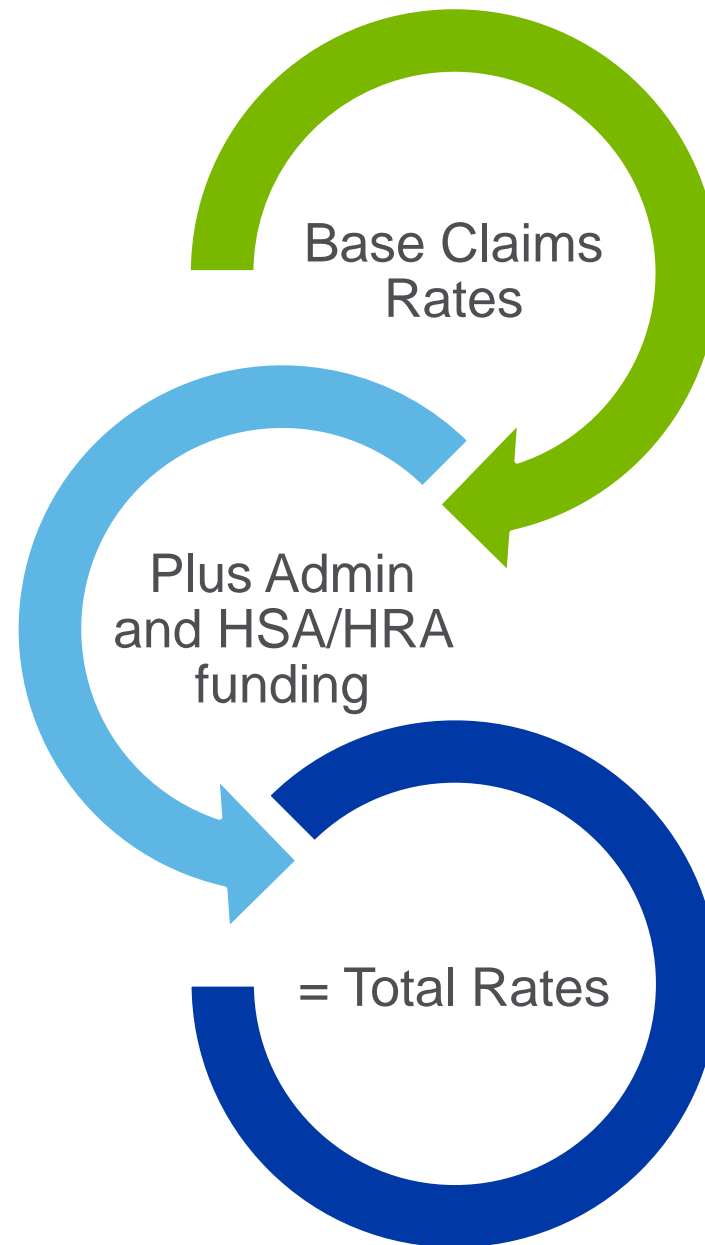 Base Claims
Rates
Plus Admin
and HSA/HRA
funding
= Total Rates